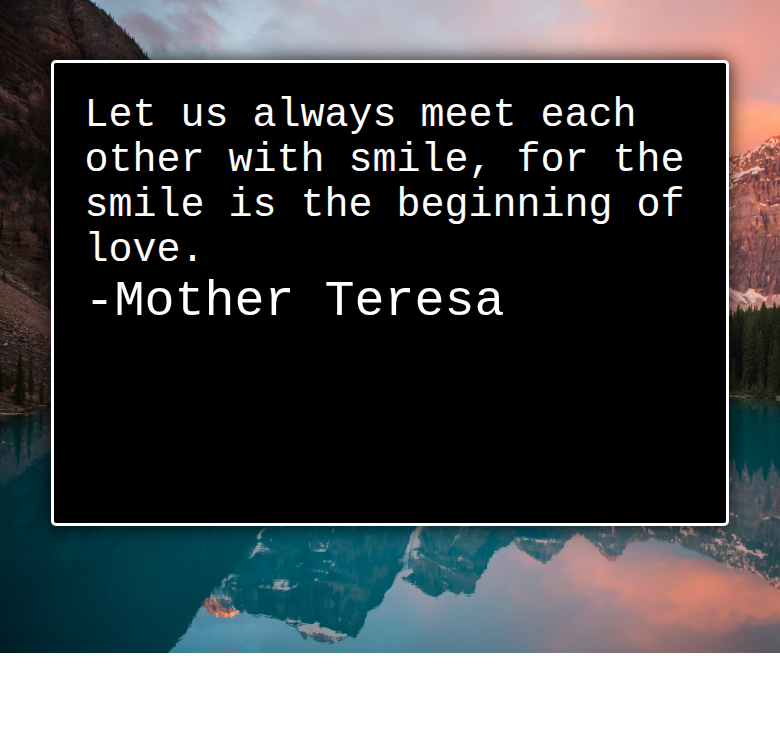 Let us always meet each
other with smile, for the
smile is the beginning of
love.
-Mother Teresa